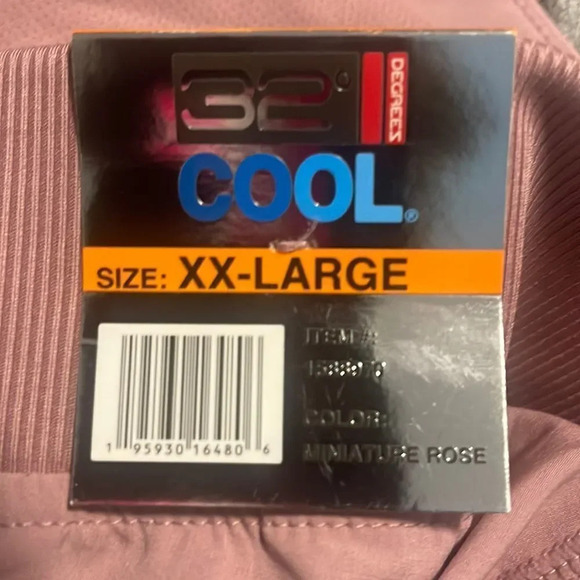 32° DEGREES
COOL®
SIZE: XX-LARGE
ITEM#:
COLOR:
MINIATURE ROSE
1 95930 16480 6